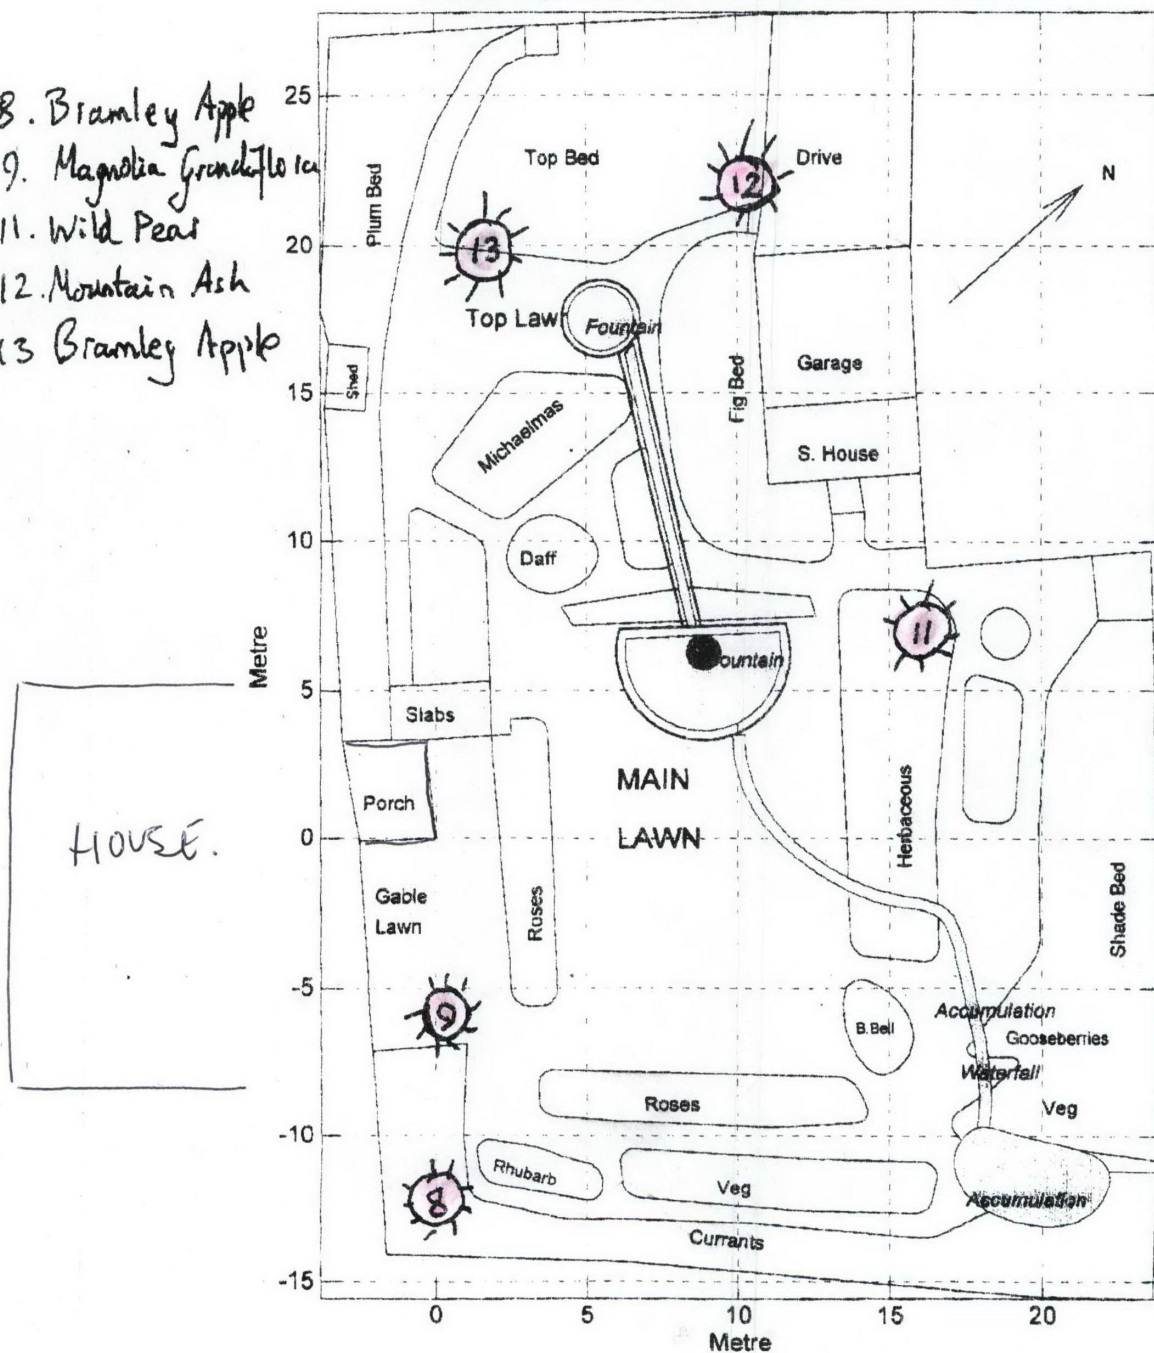 8. Bramley Apple
9. Magnolia Grandiflora
11. Wild Pear
12. Mountain Ash
13 Bramley Apple
25
20
15
10
5
0
-5
-10
-15
Metre
0
5
10
15
20
Metre
N
Plum Bed
Top Bed
12
Drive
13
Top Law
Fountain
Shed
Michaelmas
Fig Bed
Garage
S. House
Daff
11
ountain
Slabs
Porch
MAIN
LAWN
HOUSE.
Gable
Lawn
Roses
Herbaceous
Shade Bed
9
B.Bell
Accumulation
Gooseberries
Waterfall
Roses
Veg
Rhubarb
8
Veg
Accumulation
Currants